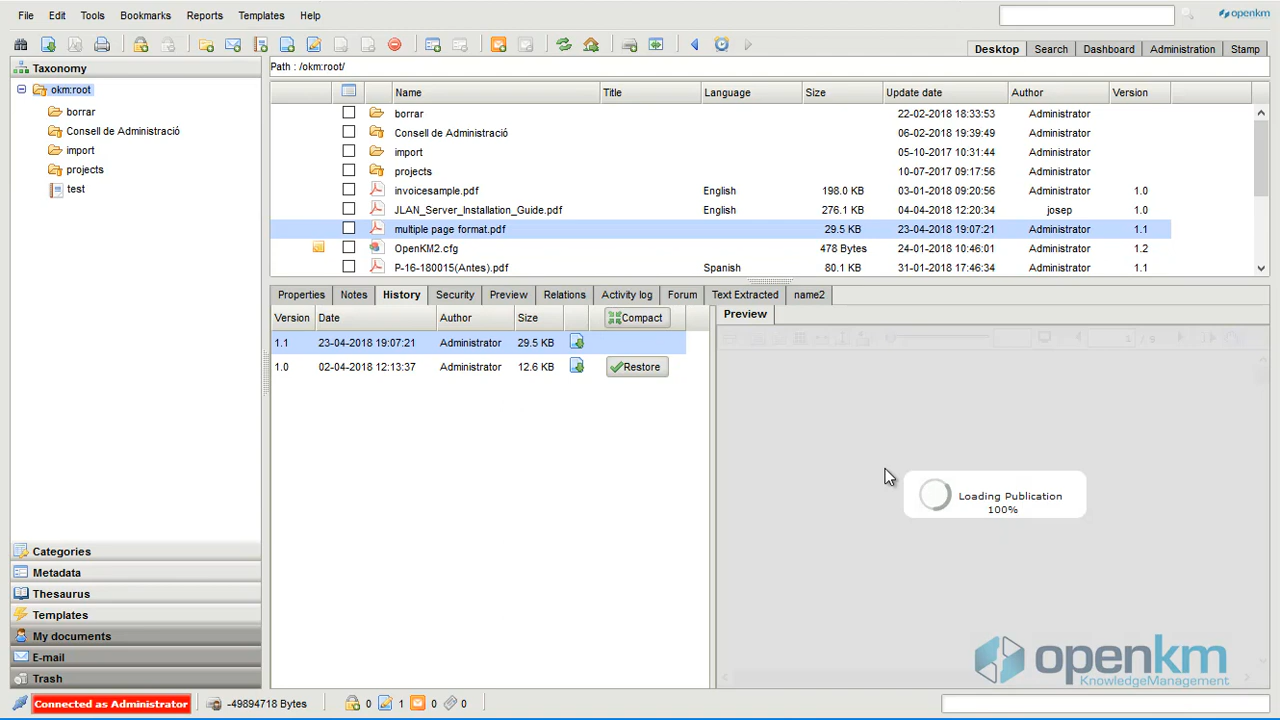 File Edit Tools Bookmarks Reports Templates Help
openkm
Desktop Search Dashboard Administration Stamp
Taxonomy
Path : /okm:root/
okm:root
borrar
Consell de Administració
import
projects
test
Name Title Language Size Update date Author Version
borrar 22-02-2018 18:33:53 Administrator
Consell de Administració 06-02-2018 19:39:49 Administrator
import 05-10-2017 10:31:44 Administrator
projects 10-07-2017 09:17:56 Administrator
invoicesample.pdf English 198.0 KB 03-01-2018 09:20:56 Administrator 1.0
JLAN_Server_Installation_Guide.pdf English 276.1 KB 04-04-2018 12:20:34 josep 1.0
multiple page format.pdf 29.5 KB 23-04-2018 19:07:21 Administrator 1.1
OpenKM2.cfg 478 Bytes 24-01-2018 10:46:01 Administrator 1.2
P-16-180015(Antes).pdf Spanish 80.1 KB 31-01-2018 17:46:34 Administrator 1.1
Properties Notes History Security Preview Relations Activity log Forum Text Extracted name2
Version Date Author Size Compact
1.1 23-04-2018 19:07:21 Administrator 29.5 KB
1.0 02-04-2018 12:13:37 Administrator 12.6 KB Restore
Preview
Loading Publication
100%
openkm
KnowledgeManagement
Categories
Metadata
Thesaurus
Templates
My documents
E-mail
Trash
Connected as Administrator -49894718 Bytes 0 1 0 0